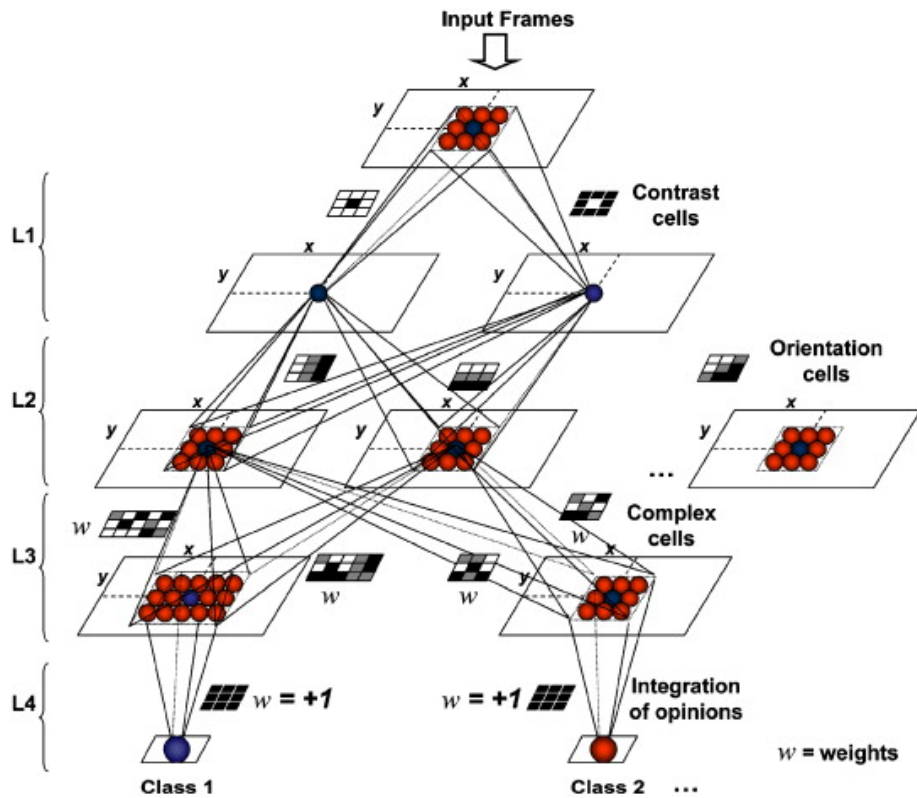 Input Frames
x
y
L1
Contrast
cells
x
y
x
y
L2
Orientation
cells
x
y
x
y
x
y
...
L3
w
Complex
cells
w
x
y
w
w
x
y
L4
w = +1
w = +1
Integration
of opinions
w = weights
Class 1
Class 2
...